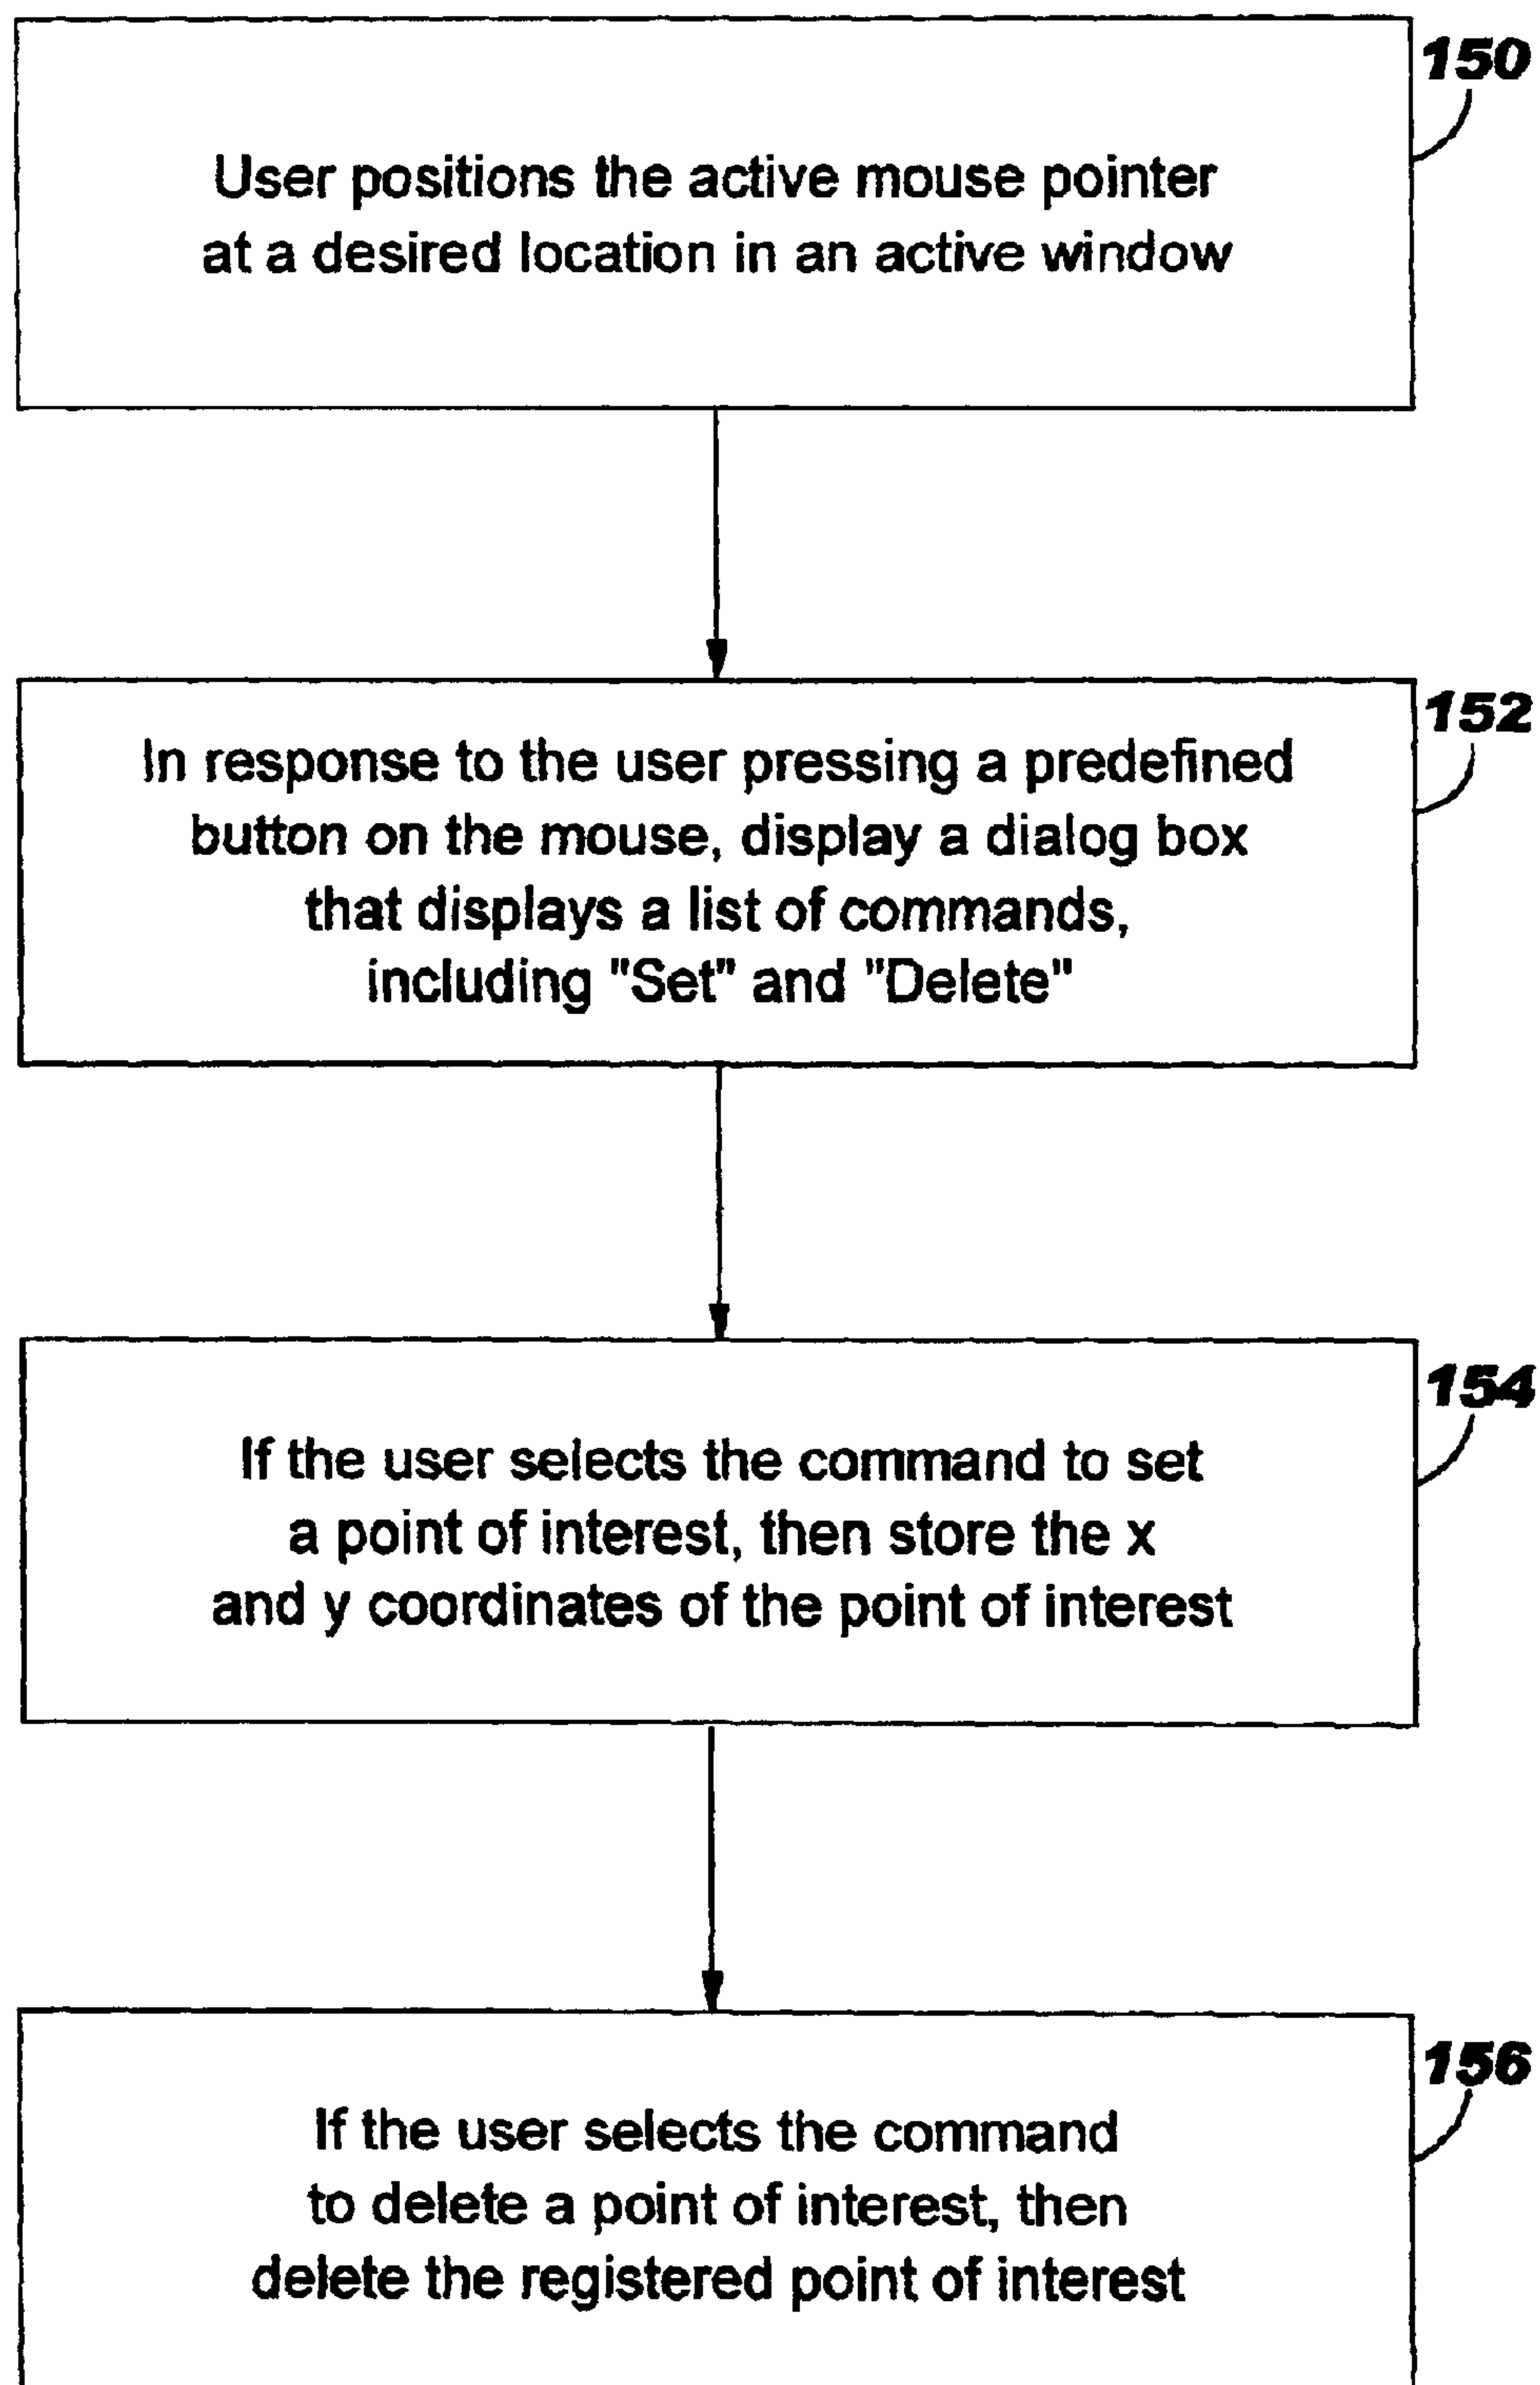 150
User positions the active mouse pointer
at a desired location in an active window
152
In response to the user pressing a predefined
button on the mouse, display a dialog box
that displays a list of commands,
including "Set" and "Delete"
154
If the user selects the command to set
a point of interest, then store the x
and y coordinates of the point of interest
156
If the user selects the command
to delete a point of interest, then
delete the registered point of interest